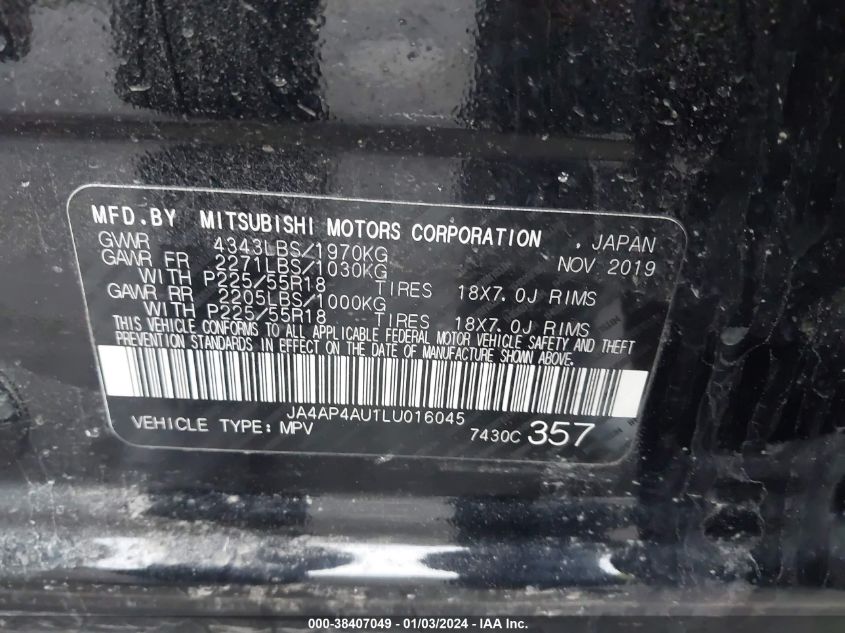 MFD.BY MITSUBISHI MOTORS CORPORATION , JAPAN
GVWR 4343LBS/1970KG NOV 2019
GAWR FR 2271LBS/1030KG
WITH P225/55R18 TIRES 18X7.0J RIMS
GAWR RR 2205LBS/1000KG
WITH P225/55R18 TIRES 18X7.0J RIMS
THIS VEHICLE CONFORMS TO ALL APPLICABLE FEDERAL MOTOR VEHICLE SAFETY AND THEFT
PREVENTION STANDARDS IN EFFECT ON THE DATE OF MANUFACTURE SHOWN ABOVE.
JA4AP4AU1LU016045
VEHICLE TYPE: MPV 7430C 357
000-38407049 - 01/03/2024 - IAA Inc.